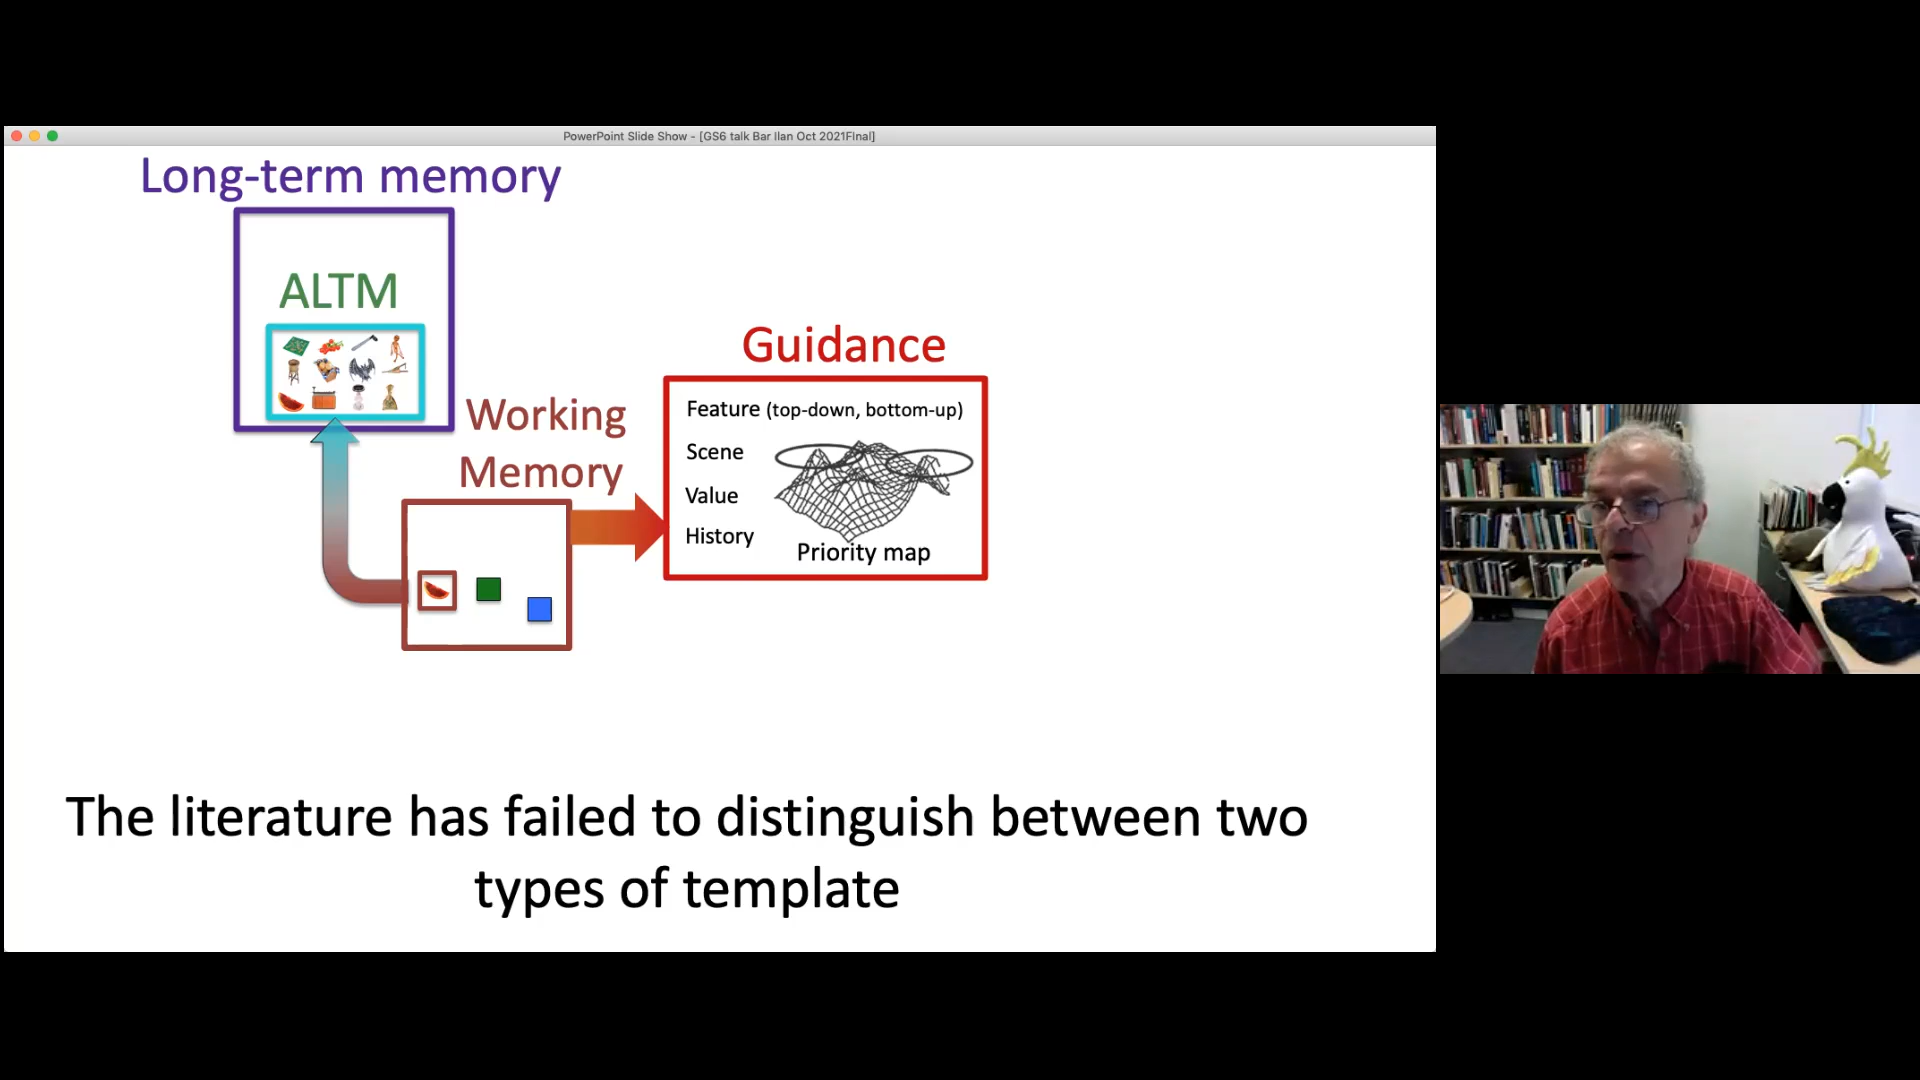 PowerPoint Slide Show - [GS6 talk Bar Ilan Oct 2021FInal]
Long-term memory
ALTM
Working
Memory
Guidance
Feature (top-down, bottom-up)
Scene
Value
History
Priority map
The literature has failed to distinguish between two
types of template